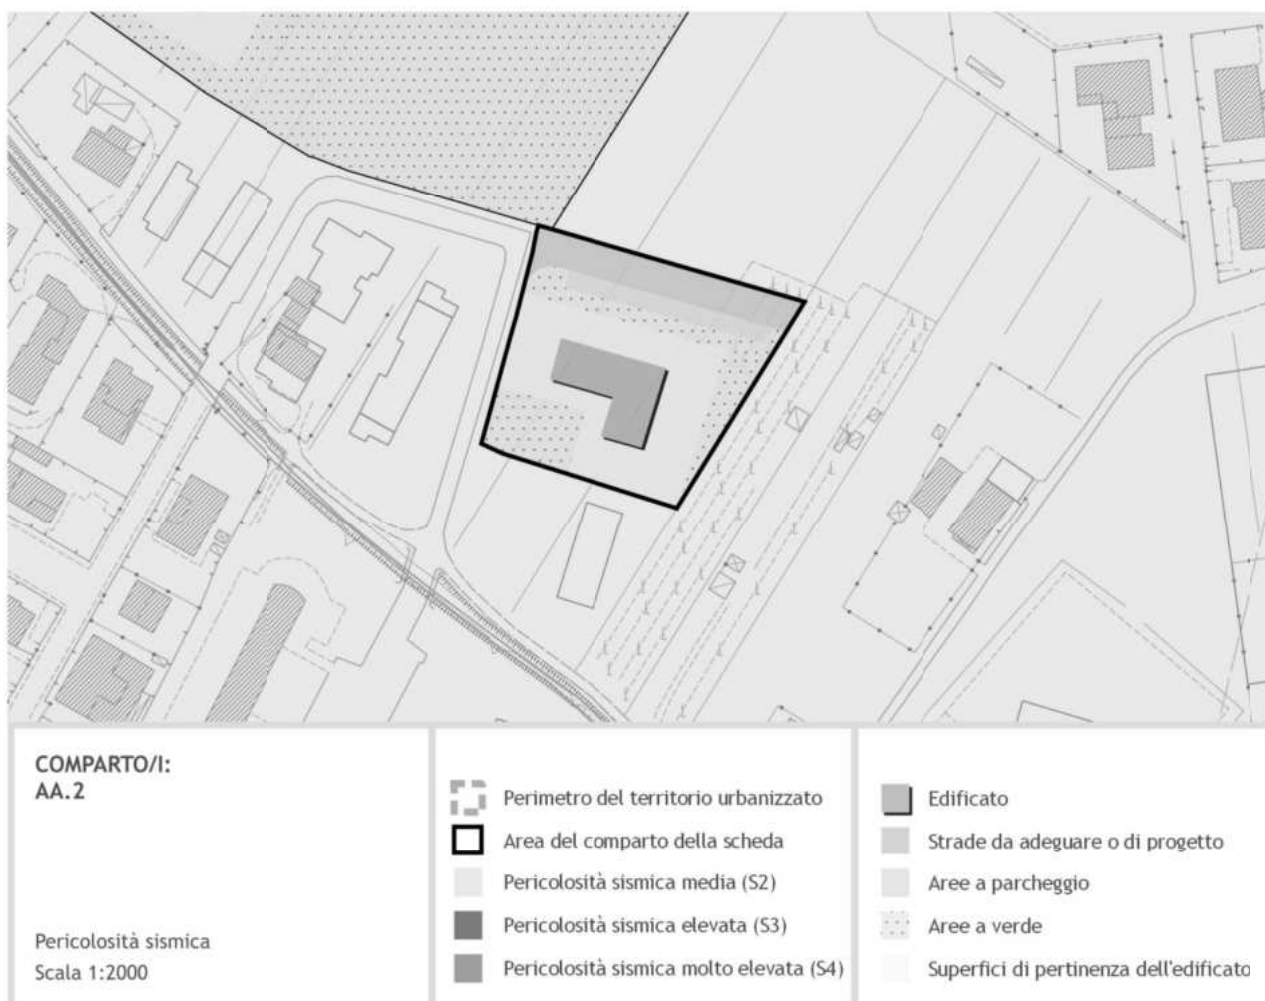 COMPARTO/I:
AA.2
Pericolosità sismica
Scala 1:2000
Perimetro del territorio urbanizzato
Area del comparto della scheda
Pericolosità sismica media (S2)
Pericolosità sismica elevata (S3)
Pericolosità sismica molto elevata (S4)
Edificato
Strade da adeguare o di progetto
Aree a parcheggio
Aree a verde
Superfici di pertinenza dell'edificato